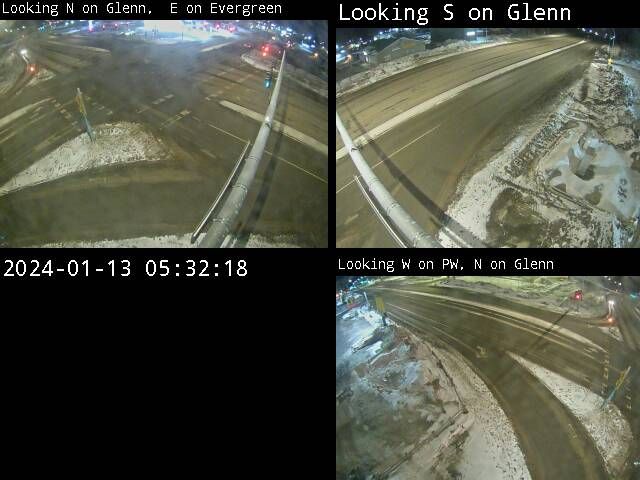 Looking N on Glenn,  E on Evergreen
Looking S on Glenn
2024-01-13 05:32:18
Looking W on PW, N on Glenn